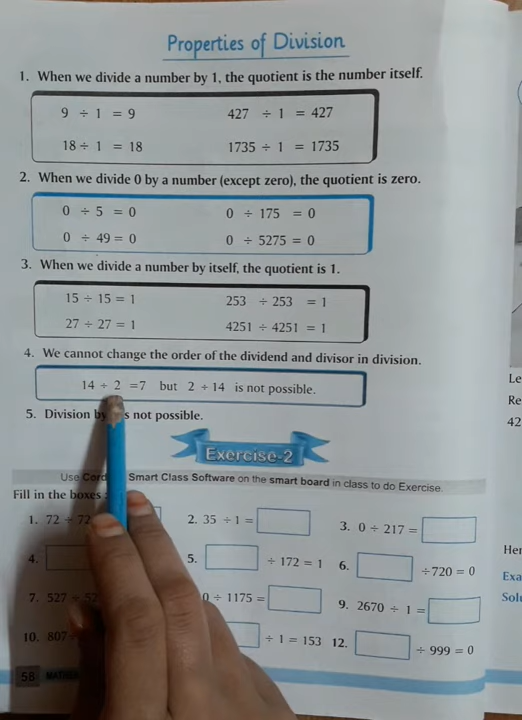 Properties of Division
1. When we divide a number by 1, the quotient is the number itself.
9 ÷ 1 = 9 427 ÷ 1 = 427
18 ÷ 1 = 18 1735 ÷ 1 = 1735
2. When we divide 0 by a number (except zero), the quotient is zero.
0 ÷ 5 = 0 0 ÷ 175 = 0
0 ÷ 49 = 0 0 ÷ 5275 = 0
3. When we divide a number by itself, the quotient is 1.
15 ÷ 15 = 1 253 ÷ 253 = 1
27 ÷ 27 = 1 4251 ÷ 4251 = 1
4. We cannot change the order of the dividend and divisor in division.
14 ÷ 2 =7 but 2 ÷ 14 is not possible.
5. Division by is not possible.
Exercise-2
Use Smart Class Software on the smart board in class to do Exercise.
Fill in the boxes :
1. 72 ÷ 72 2. 35 ÷ 1 = 3. 0 ÷ 217 =
4. 5. ÷ 172 = 1 6. ÷720 = 0
7. 527 ÷ 0 ÷ 1175 = 9. 2670 ÷ 1 =
10. 807 ÷ 1 = 153 12. ÷ 999 = 0
58
Le
Re
42
Her
Exa
Solu